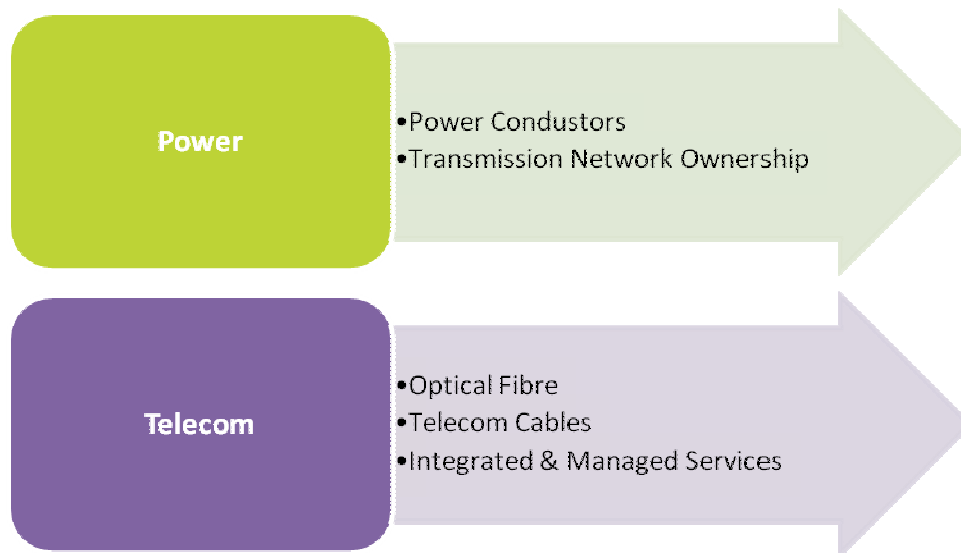 Power
•Power Condustors
•Transmission Network Ownership
Telecom
•Optical Fibre
•Telecom Cables
•Integrated & Managed Services